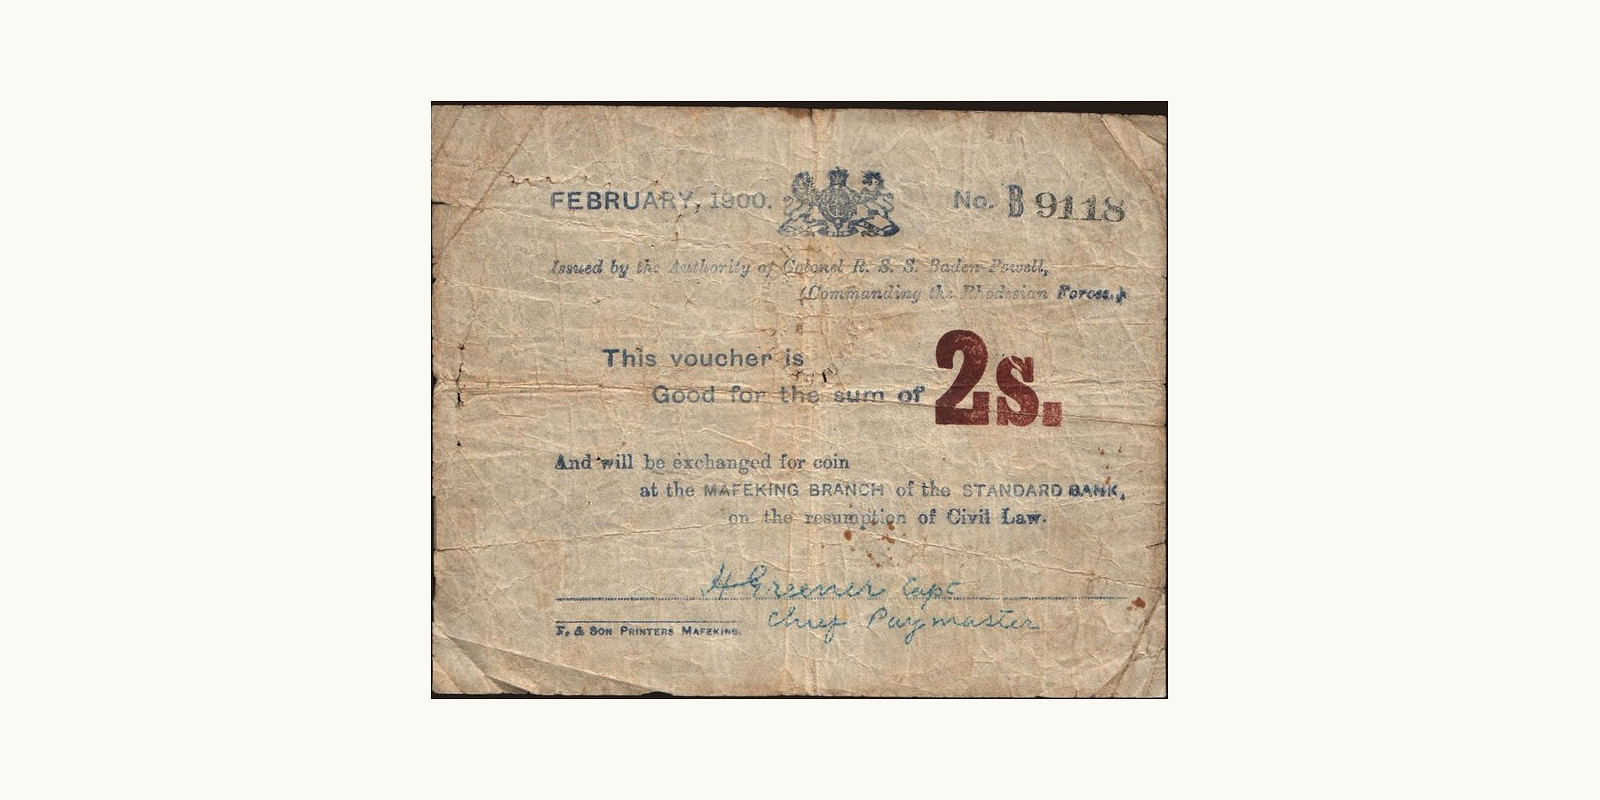 FEBRUARY, 1900. No. B 9118
Issued by the Authority of Colonel R. S. S. Baden-Powell,
(Commanding the Rhodesian Forces.)
This voucher is
Good for the sum of 2s.
And will be exchanged for coin
at the MAFEKING BRANCH of the STANDARD BANK,
on the resumption of Civil Law.
H Greener Capt
Chief Paymaster
T. & SON PRINTERS MAFEKING.